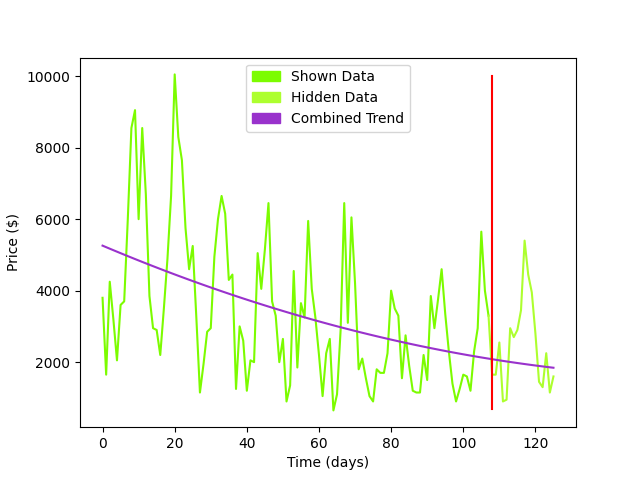 Shown Data
Hidden Data
Combined Trend
10000
8000
6000
4000
2000
Price ($)
0 20 40 60 80 100 120
Time (days)